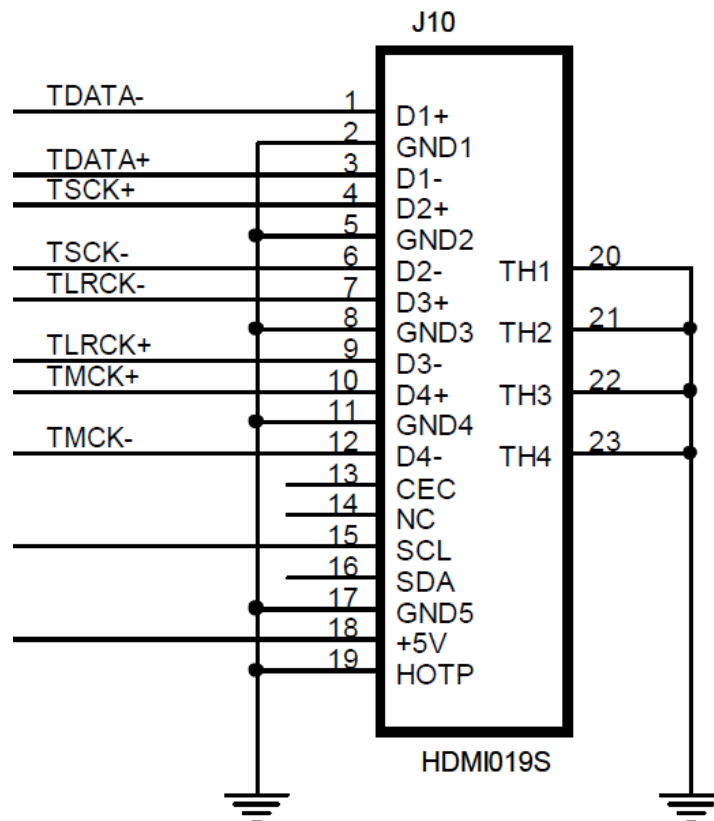 J10
TDATA- 1 D1+
2 GND1
TDATA+ 3 D1-
TSCK+ 4 D2+
5 GND2
TSCK- 6 D2- TH1 20
TLRCK- 7 D3+
8 GND3 TH2 21
TLRCK+ 9 D3-
TMCK+ 10 D4+ TH3 22
11 GND4
TMCK- 12 D4- TH4 23
13 CEC
14 NC
15 SCL
16 SDA
17 GND5
18 +5V
19 HOTP
HDMI019S